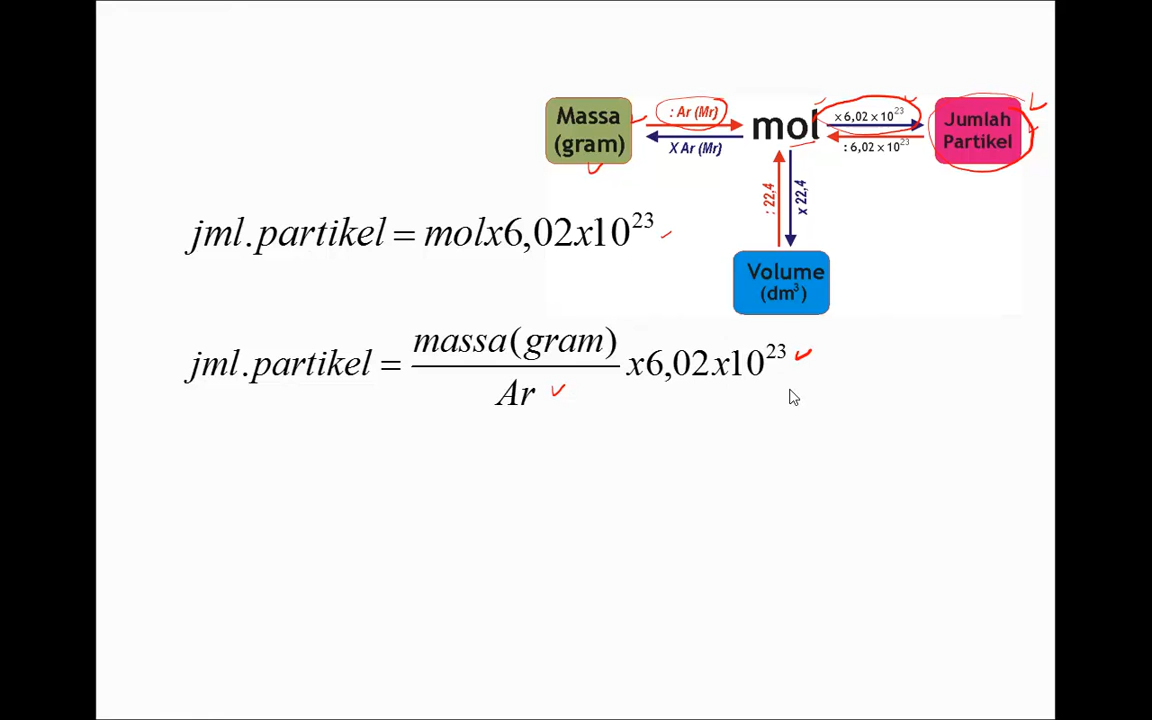 Massa
(gram)
: Ar (Mr)
X Ar (Mr)
mol
x 6,02 x 10²³
: 6,02 x 10²³
Jumlah
Partikel
: 22,4
x 22,4
Volume
(dm³)
jml.partikel = molx6,02x10²³
jml.partikel = massa(gram)/Ar x6,02x10²³